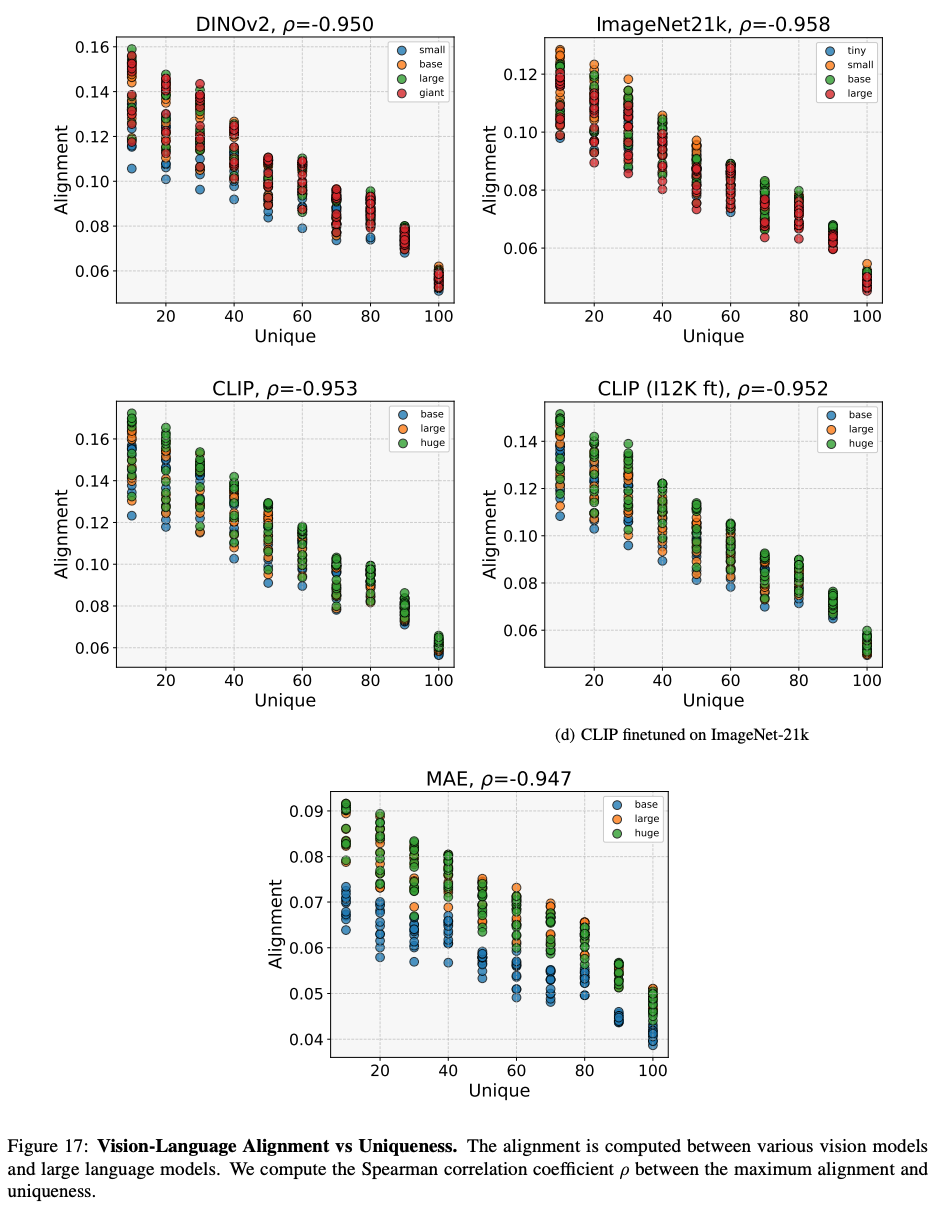 DINOv2, ρ=-0.950
0.16
0.14
0.12
0.10
0.08
0.06
Alignment
20 40 60 80 100
Unique
small
base
large
giant
ImageNet21k, ρ=-0.958
0.12
0.10
0.08
0.06
Alignment
20 40 60 80 100
Unique
tiny
small
base
large
CLIP, ρ=-0.953
0.16
0.14
0.12
0.10
0.08
0.06
Alignment
20 40 60 80 100
Unique
base
large
huge
CLIP (I12K ft), ρ=-0.952
0.14
0.12
0.10
0.08
0.06
Alignment
20 40 60 80 100
Unique
base
large
huge
(d) CLIP finetuned on ImageNet-21k
MAE, ρ=-0.947
0.09
0.08
0.07
0.06
0.05
0.04
Alignment
20 40 60 80 100
Unique
base
large
huge
Figure 17: Vision-Language Alignment vs Uniqueness. The alignment is computed between various vision models
and large language models. We compute the Spearman correlation coefficient ρ between the maximum alignment and
uniqueness.